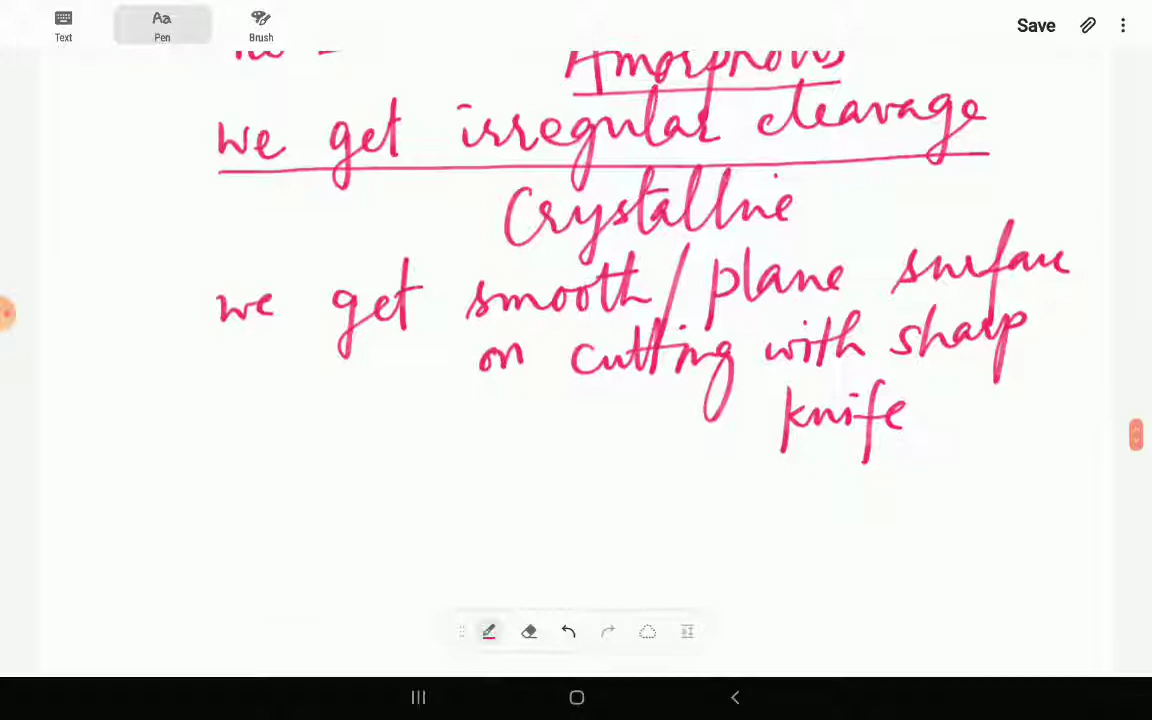 Text
Aa
Pen
Brush
Save
Amorphous
we get irregular cleavage
Crystalline
we get smooth/plane surface
on cutting with sharp
knife